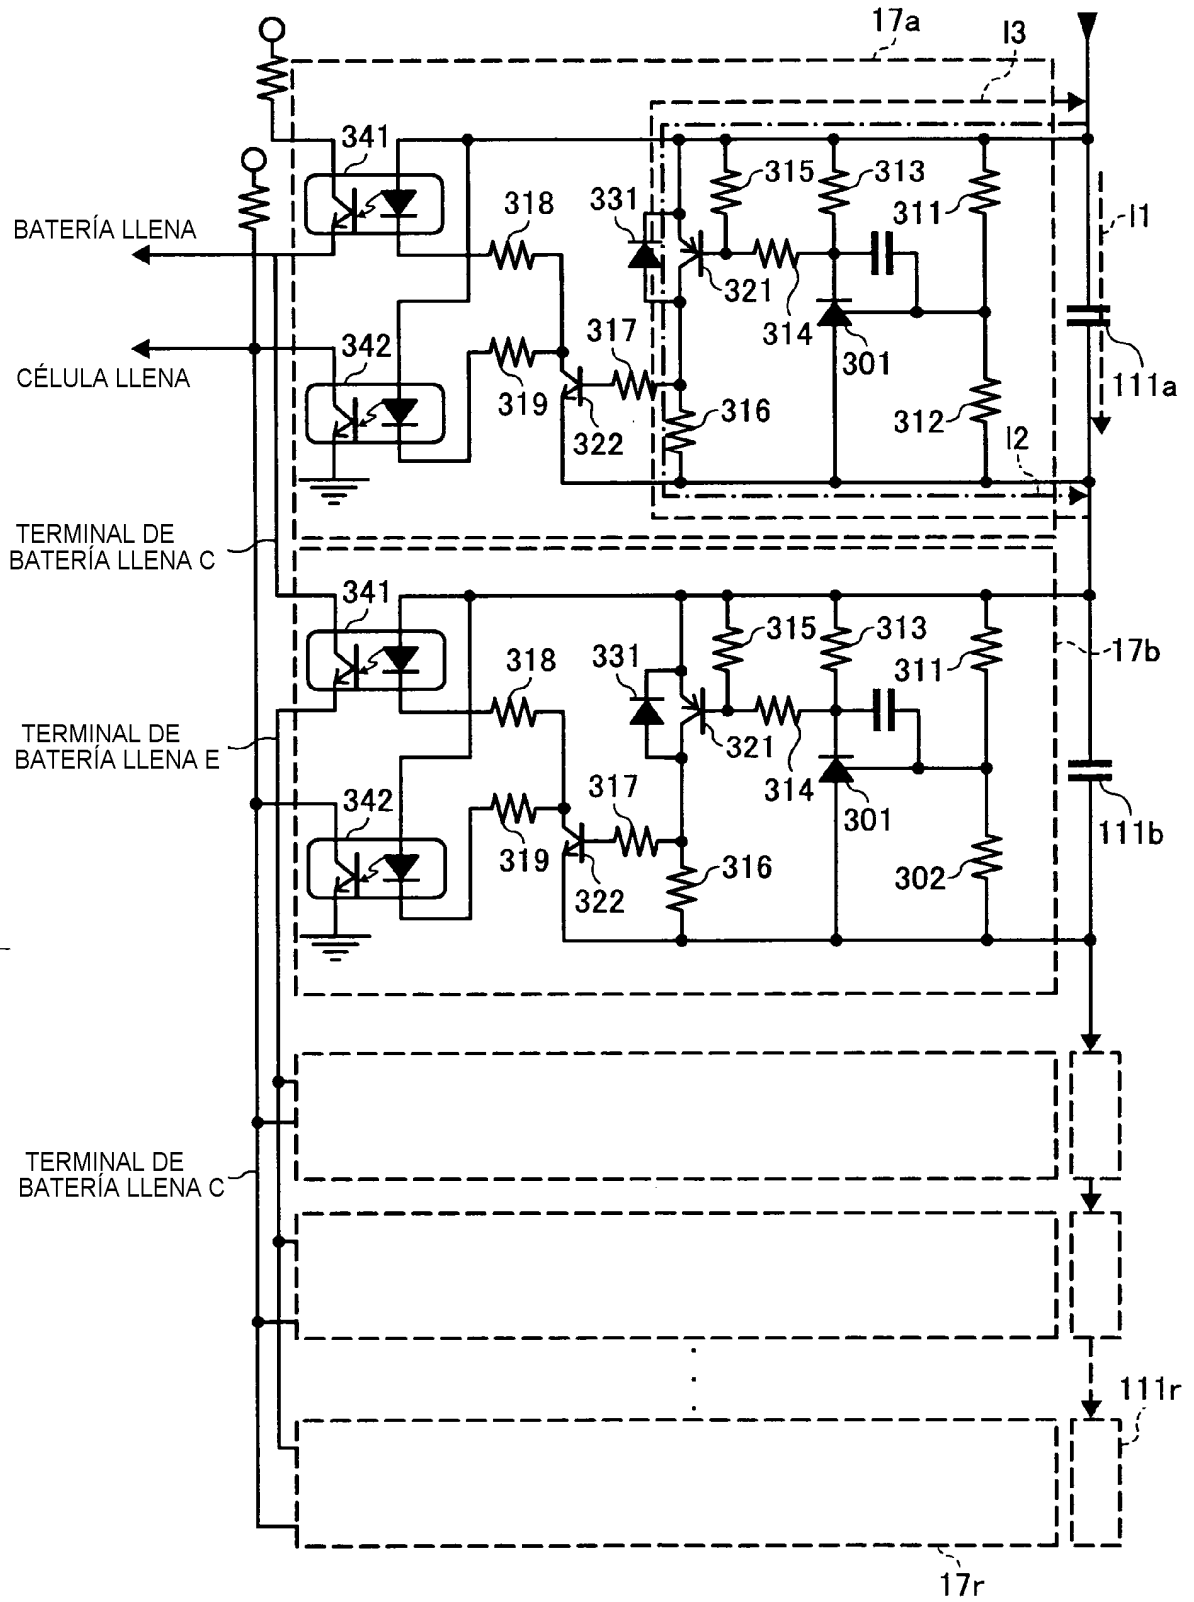 17a
I3
341
BATERÍA LLENA
318
331
315
313
311
I1
321
314
301
111a
CÉLULA LLENA
342
319
317
322
316
312
I2
TERMINAL DE
BATERÍA LLENA C
341
318
331
315
313
311
17b
TERMINAL DE
BATERÍA LLENA E
321
314
301
111b
342
319
317
322
316
302
TERMINAL DE
BATERÍA LLENA C
111r
17r